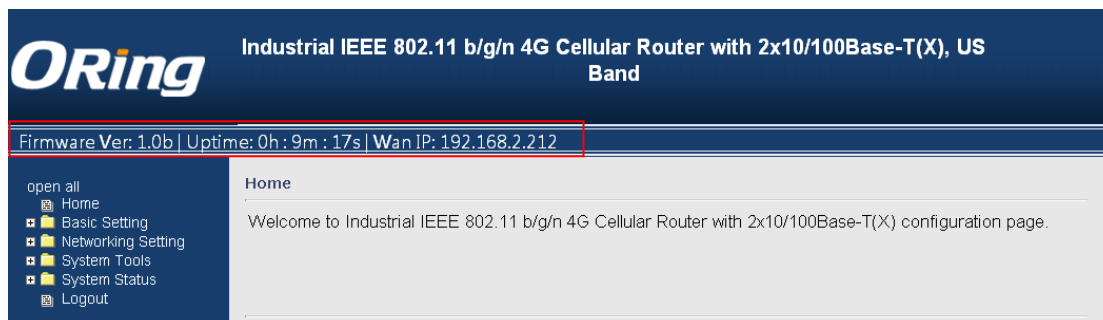 ORing
Industrial IEEE 802.11 b/g/n 4G Cellular Router with 2x10/100Base-T(X), US
Band
Firmware Ver: 1.0b | Uptime: 0h : 9m : 17s | Wan IP: 192.168.2.212
open all
Home
Basic Setting
Networking Setting
System Tools
System Status
Logout
Home
Welcome to Industrial IEEE 802.11 b/g/n 4G Cellular Router with 2x10/100Base-T(X) configuration page.